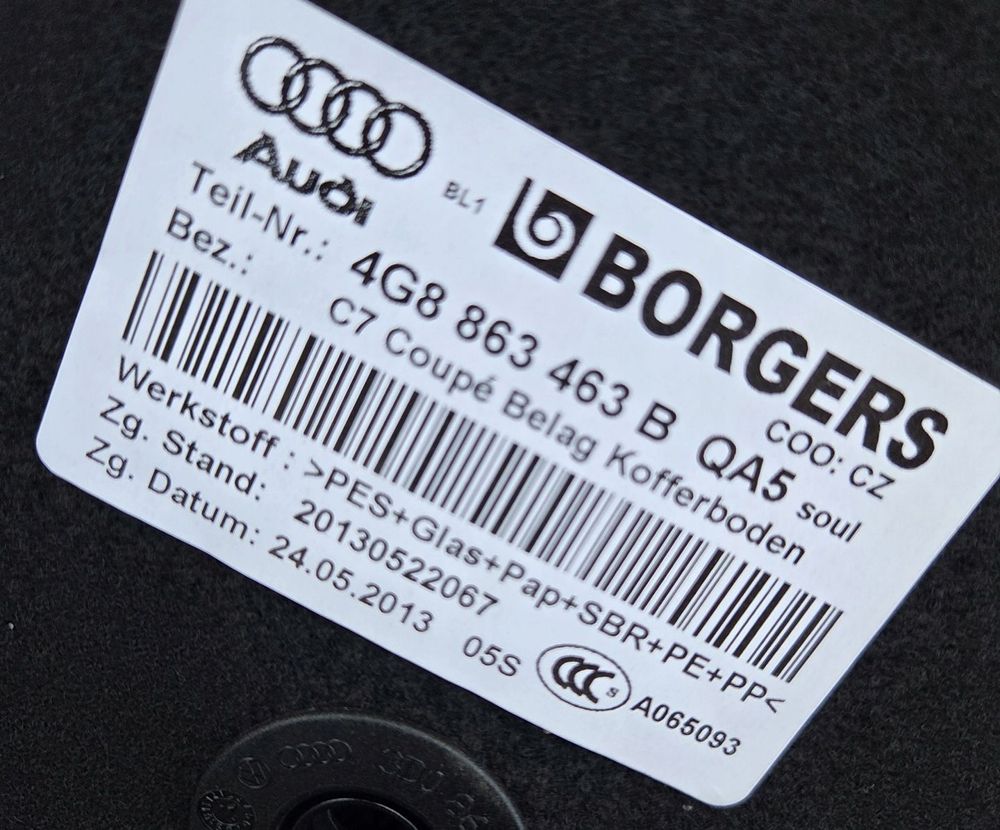 Audi
BL1
BORGERS
COO: CZ
Teil-Nr.: 4G8 863 463 B QA5 soul
Bez.: C7 Coupé Belag Kofferboden
Werkstoff : >PES+Glas+Pap+SBR+PE+PP<
Zg. Stand: 20130522067
Zg. Datum: 24.05.2013 05S CCC S A065093